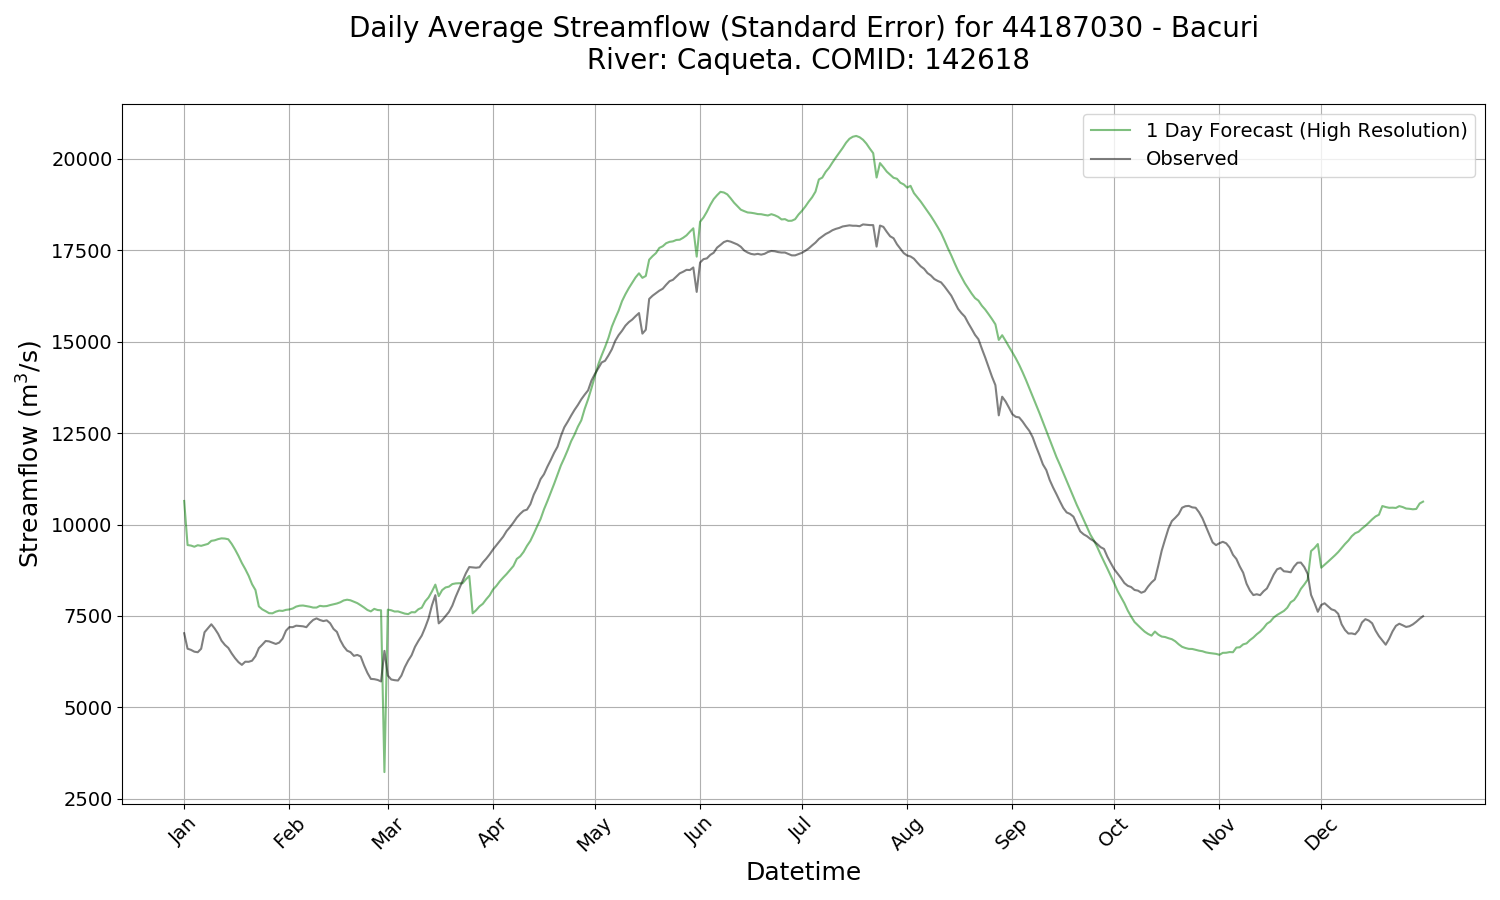 Daily Average Streamflow (Standard Error) for 44187030 - Bacuri
River: Caqueta. COMID: 142618
1 Day Forecast (High Resolution)
Observed
20000
17500
15000
12500
10000
7500
5000
2500
Streamflow (m³/s)
Jan
Feb
Mar
Apr
May
Jun
Jul
Aug
Sep
Oct
Nov
Dec
Datetime